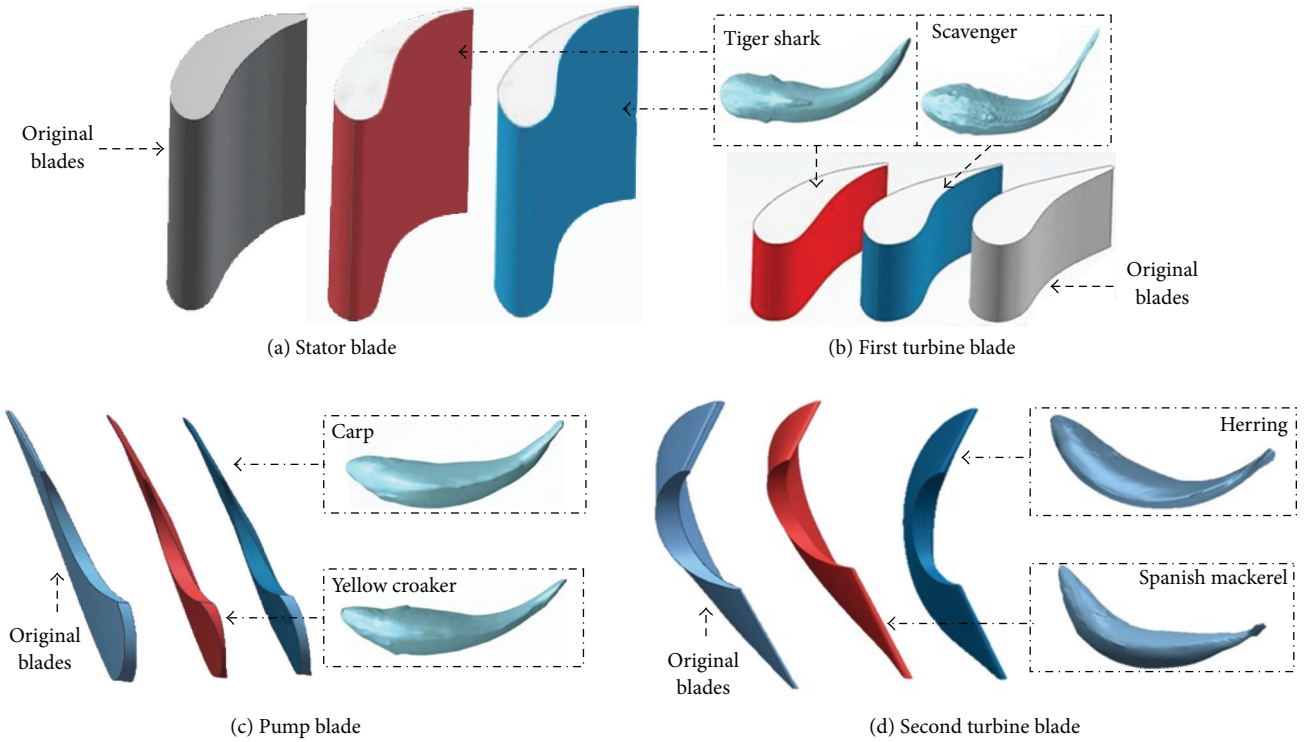 Tiger shark
Scavenger
Original
blades
Original
blades
(a) Stator blade
(b) First turbine blade
Carp
Yellow croaker
Original
blades
Herring
Spanish mackerel
Original
blades
(c) Pump blade
(d) Second turbine blade